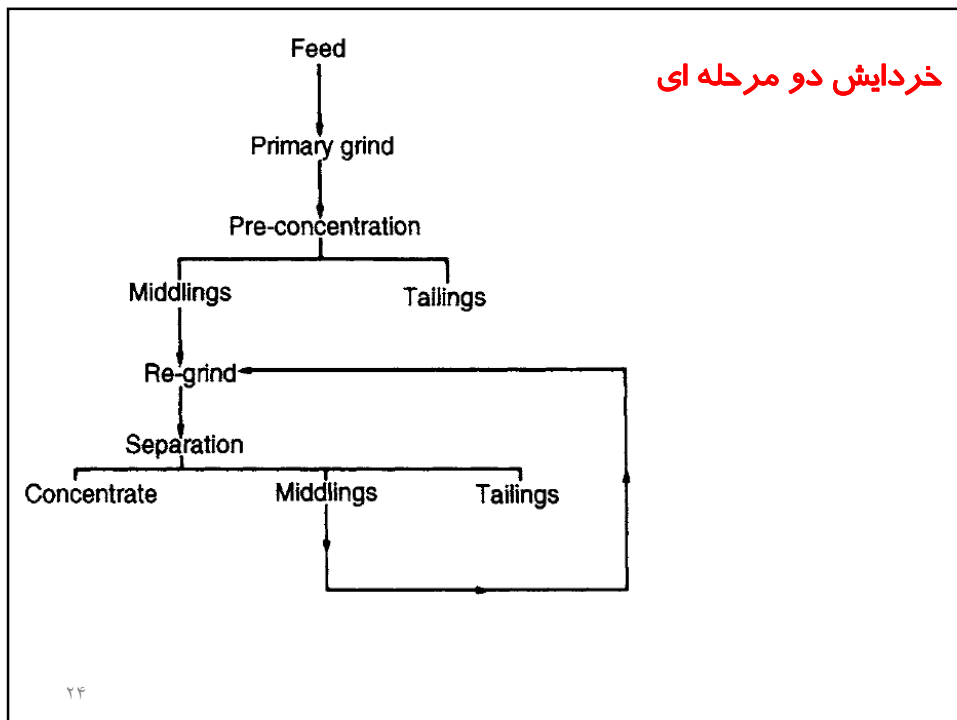 Feed
خردایش دو مرحله ای
Primary grind
Pre-concentration
Middlings
Tailings
Re-grind
Separation
Concentrate
Middlings
Tailings
۲۴